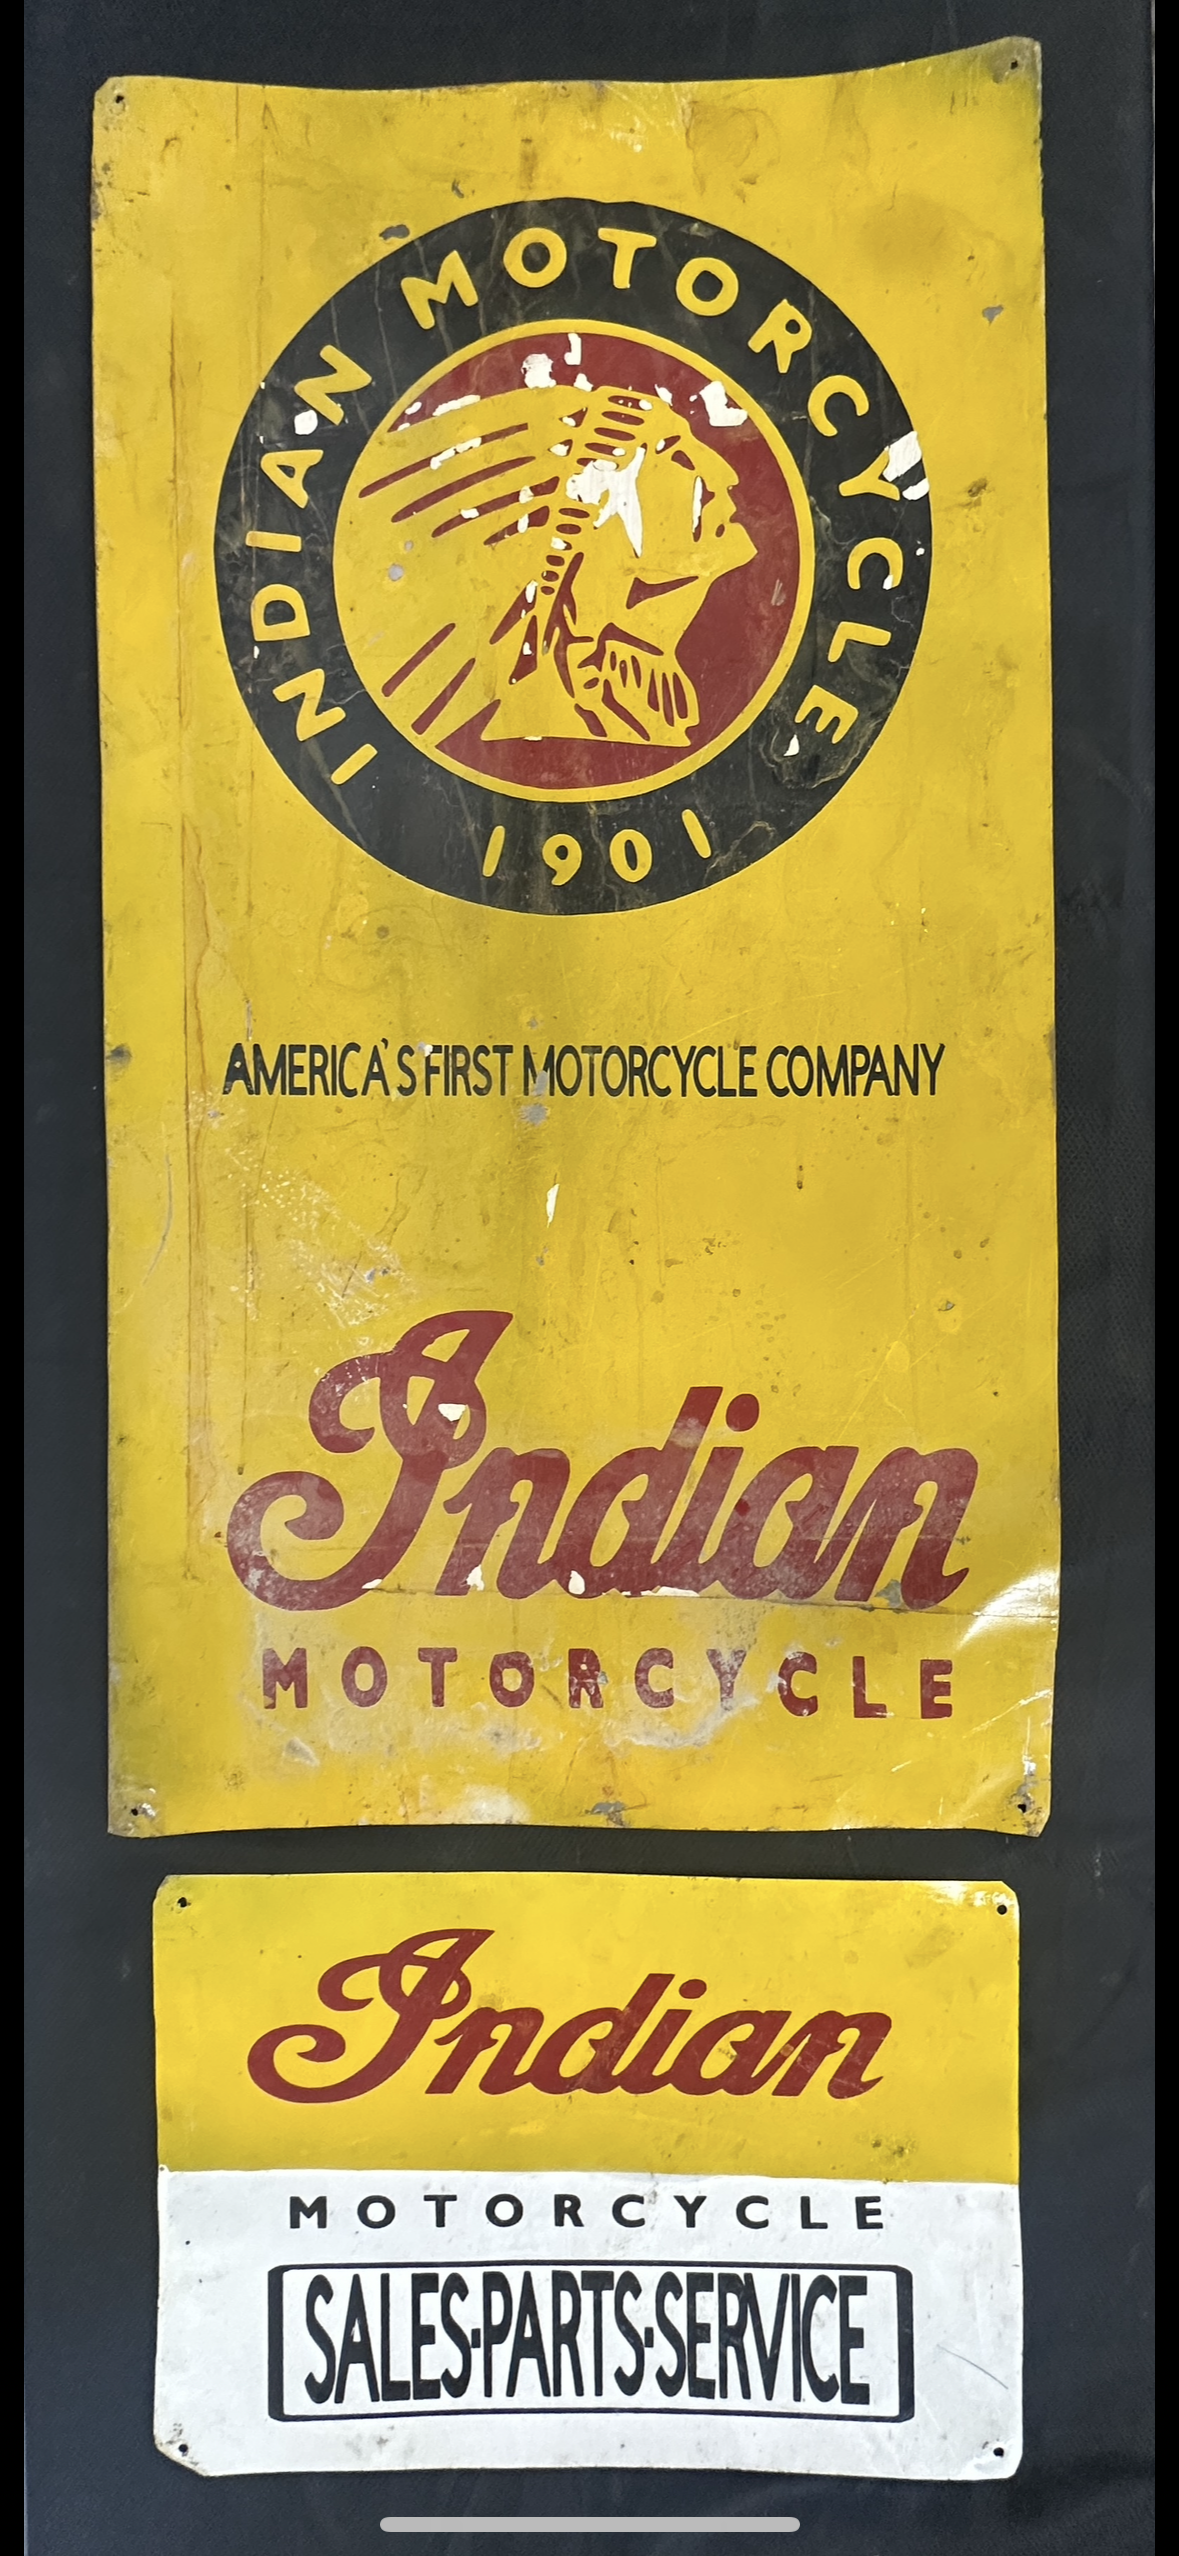 INDIAN MOTORCYCLE
1901
AMERICA'S FIRST MOTORCYCLE COMPANY
Indian
MOTORCYCLE
Indian
MOTORCYCLE
SALES·PARTS·SERVICE